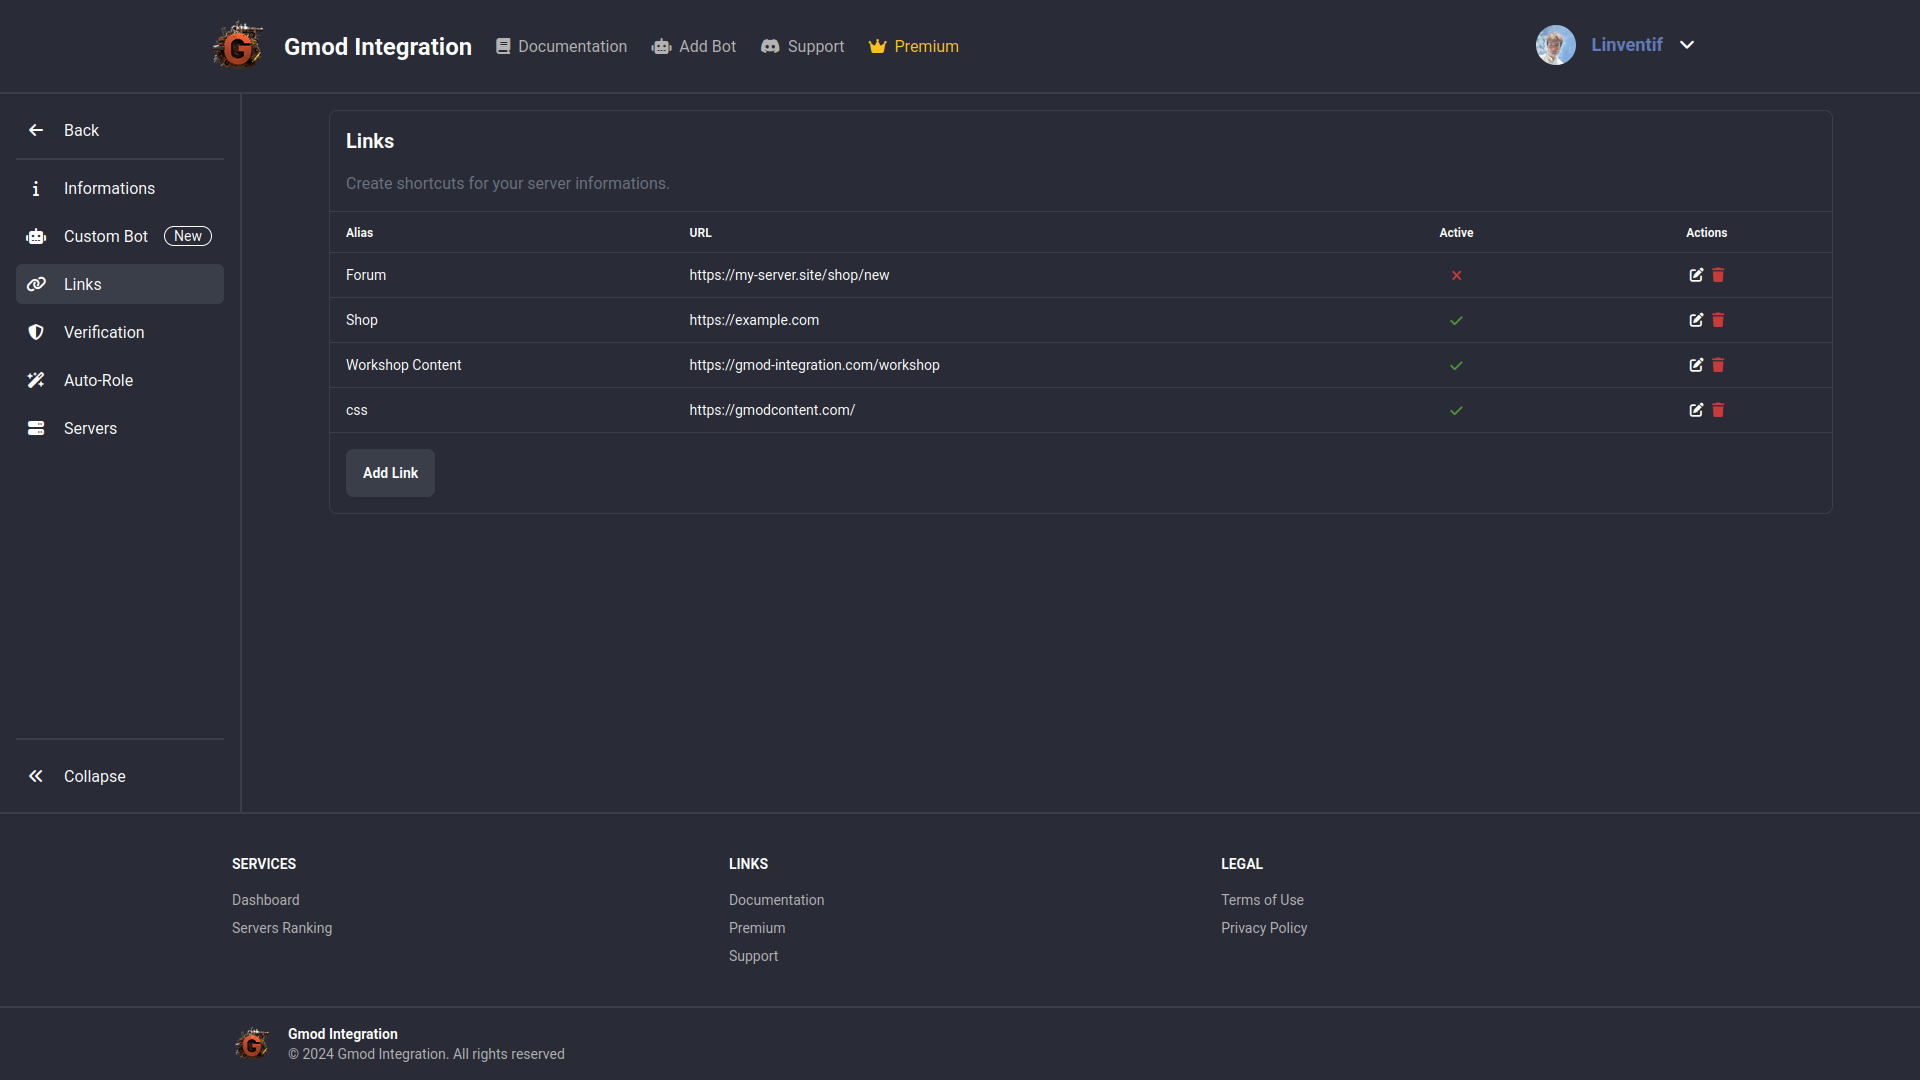 Gmod Integration
Documentation
Add Bot
Support
Premium
Linventif
Back
Informations
Custom Bot New
Links
Verification
Auto-Role
Servers
Collapse
Links
Create shortcuts for your server informations.
Alias URL Active Actions
Forum https://my-server.site/shop/new
Shop https://example.com
Workshop Content https://gmod-integration.com/workshop
css https://gmodcontent.com/
Add Link
SERVICES
Dashboard
Servers Ranking
LINKS
Documentation
Premium
Support
LEGAL
Terms of Use
Privacy Policy
Gmod Integration
© 2024 Gmod Integration. All rights reserved